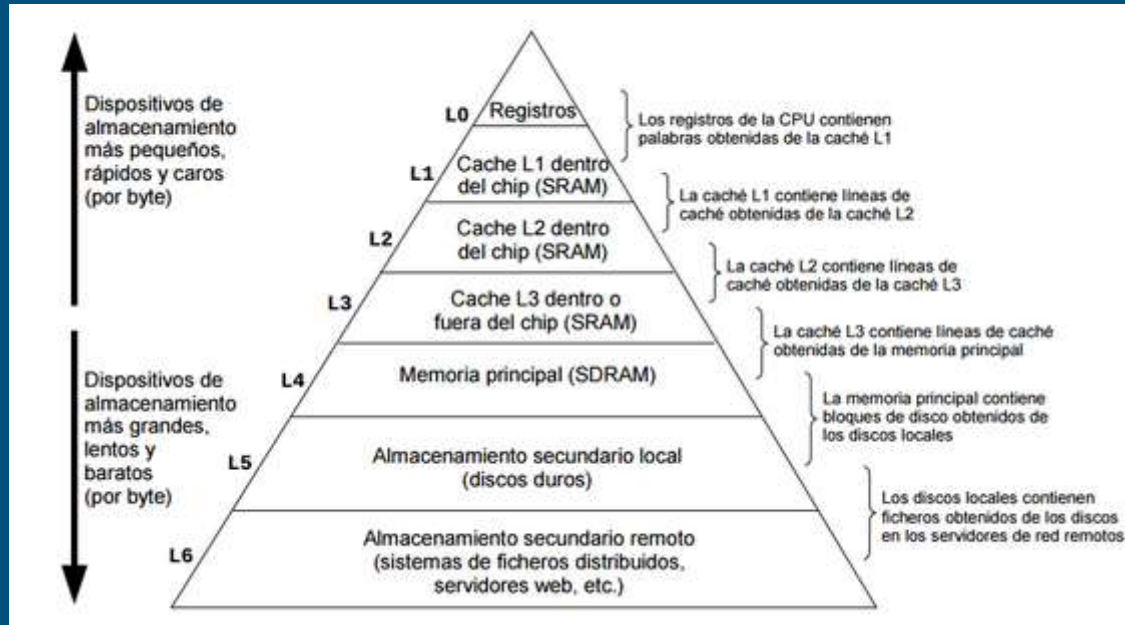 Dispositivos de
almacenamiento
más pequeños,
rápidos y caros
(por byte)
Dispositivos de
almacenamiento
más grandes,
lentos y
baratos
(por byte)
L0
Registros
L1
Cache L1 dentro
del chip (SRAM)
L2
Cache L2 dentro
del chip (SRAM)
L3
Cache L3 dentro o
fuera del chip (SRAM)
L4
Memoria principal (SDRAM)
L5
Almacenamiento secundario local
(discos duros)
L6
Almacenamiento secundario remoto
(sistemas de ficheros distribuidos,
servidores web, etc.)
Los registros de la CPU contienen
palabras obtenidas de la caché L1
La caché L1 contiene líneas de
caché obtenidas de la caché L2
La caché L2 contiene líneas de
caché obtenidas de la caché L3
La caché L3 contiene líneas de caché
obtenidas de la memoria principal
La memoria principal contiene
bloques de disco obtenidos de
los discos locales
Los discos locales contienen
ficheros obtenidos de los discos
en los servidores de red remotos